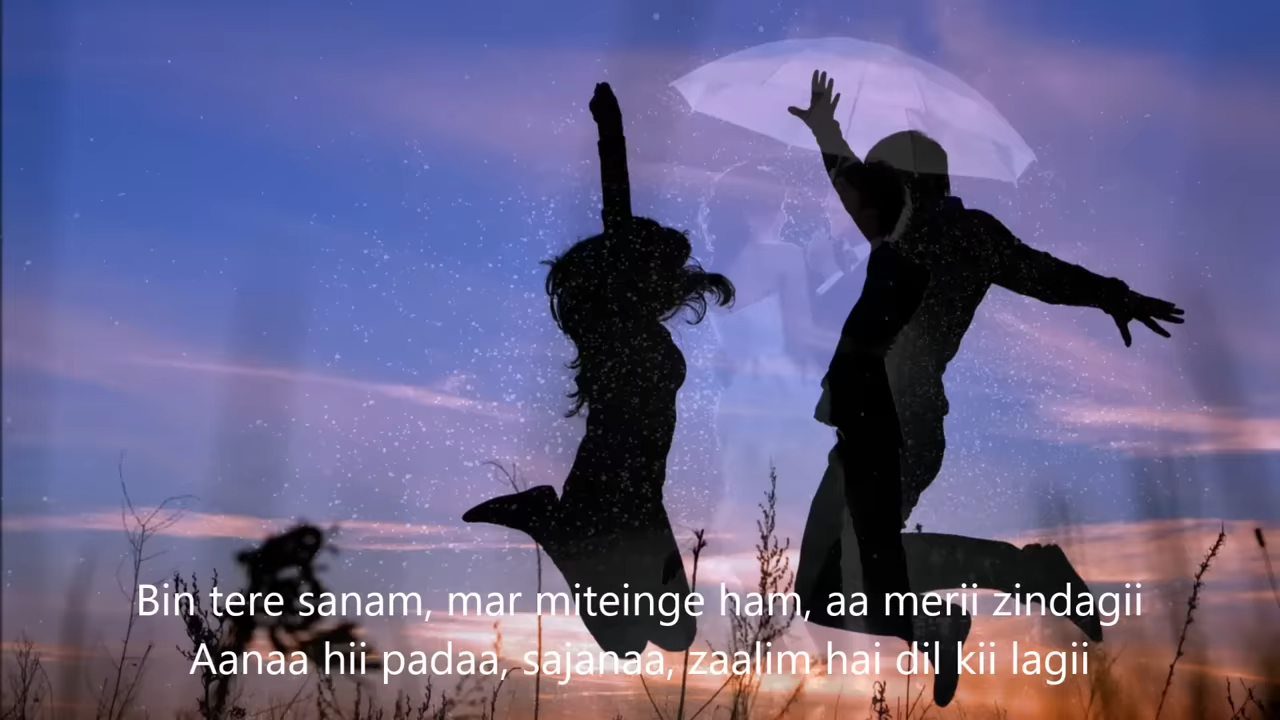 Bin tere sanam, mar miteinge ham, aa merii zindagii
Aanaa hii padaa, sajanaa, zaalim hai dil kii lagii